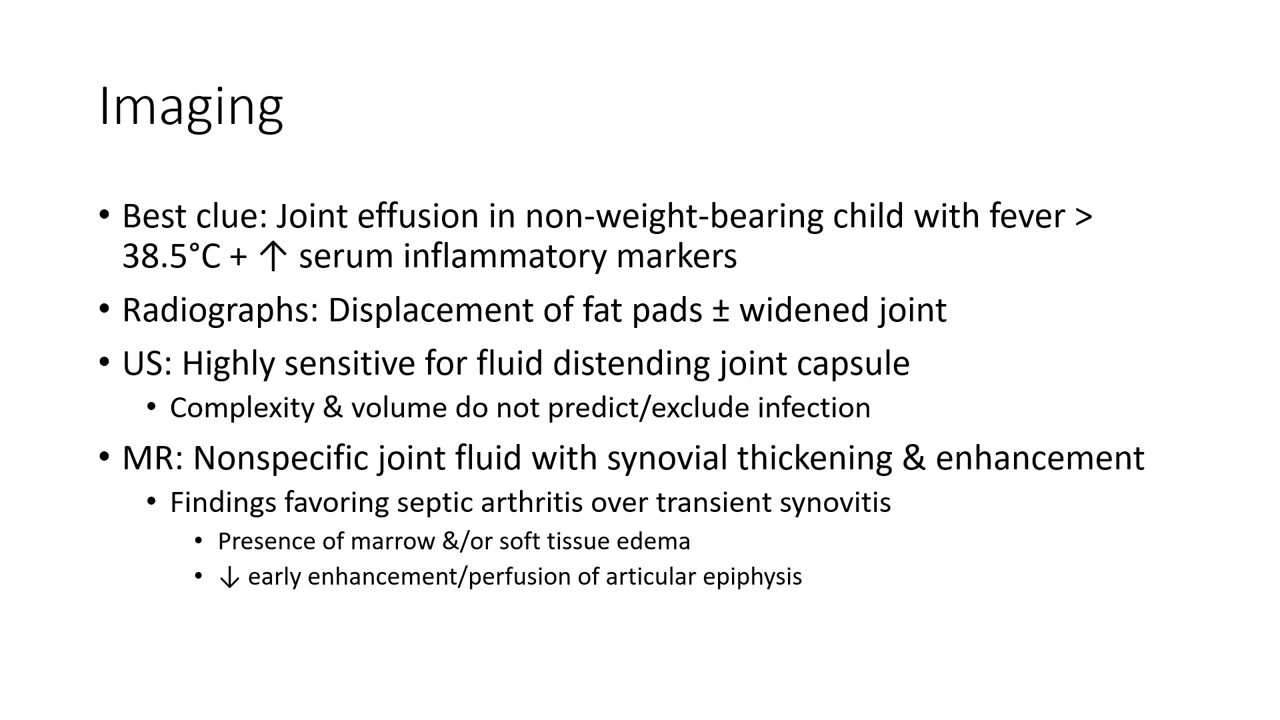 Imaging
• Best clue: Joint effusion in non-weight-bearing child with fever >
38.5°C + ↑ serum inflammatory markers
• Radiographs: Displacement of fat pads ± widened joint
• US: Highly sensitive for fluid distending joint capsule
• Complexity & volume do not predict/exclude infection
• MR: Nonspecific joint fluid with synovial thickening & enhancement
• Findings favoring septic arthritis over transient synovitis
• Presence of marrow &/or soft tissue edema
• ↓ early enhancement/perfusion of articular epiphysis